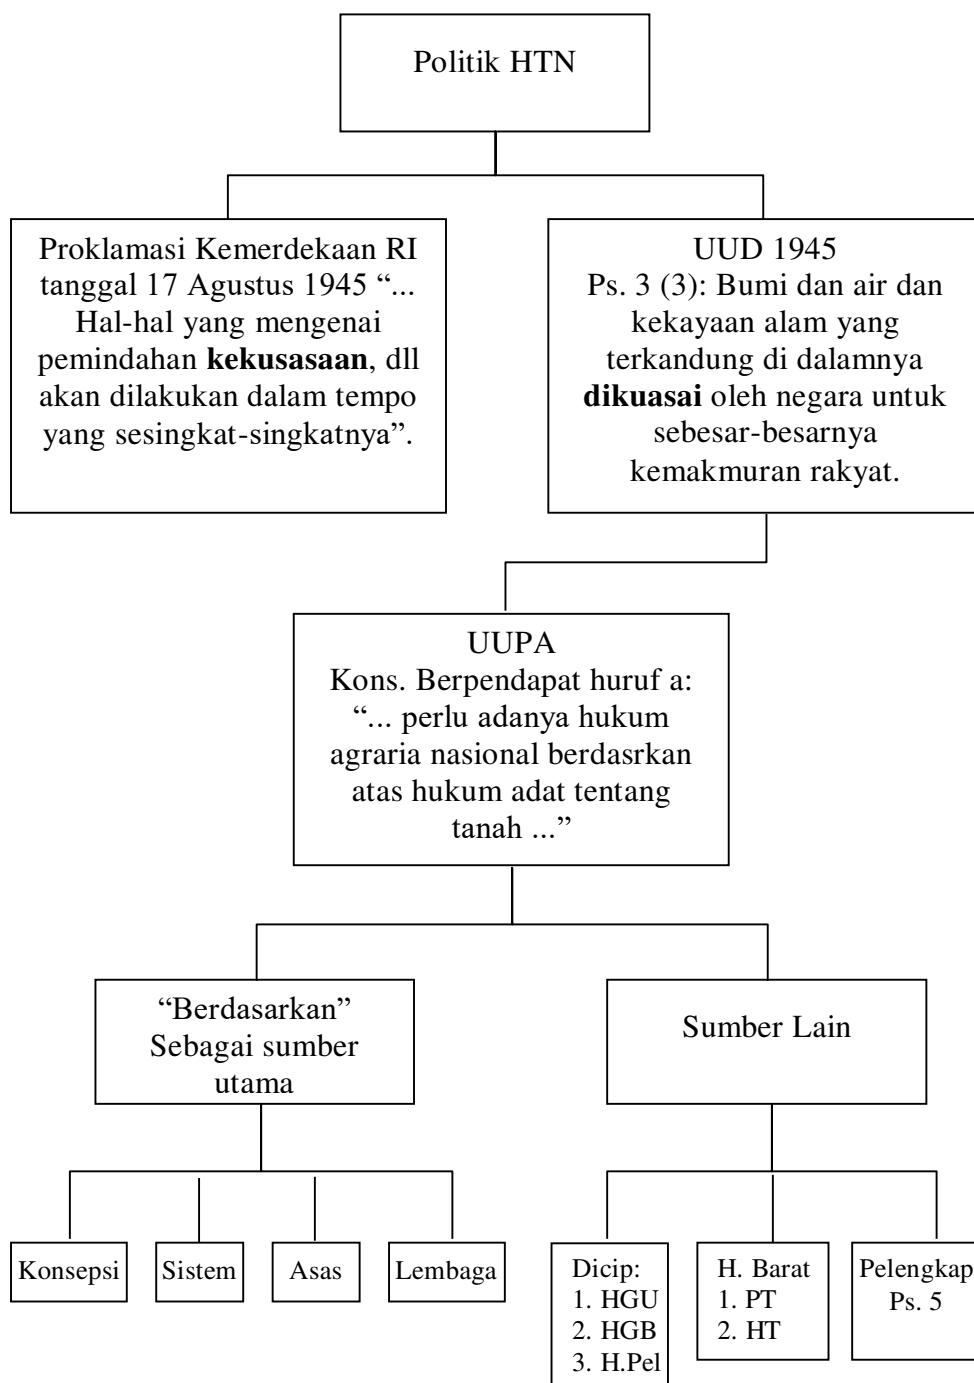 Politik HTN
Proklamasi Kemerdekaan RI
tanggal 17 Agustus 1945 “...
Hal-hal yang mengenai
pemindahan kekusasaan, dll
akan dilakukan dalam tempo
yang sesingkat-singkatnya”.
UUD 1945
Ps. 3 (3): Bumi dan air dan
kekayaan alam yang
terkandung di dalamnya
dikuasai oleh negara untuk
sebesar-besarnya
kemakmuran rakyat.
UUPA
Kons. Berpendapat huruf a:
“... perlu adanya hukum
agraria nasional berdasrkan
atas hukum adat tentang
tanah ...”
“Berdasarkan”
Sebagai sumber
utama
Sumber Lain
Konsepsi
Sistem
Asas
Lembaga
Dicip:
1. HGU
2. HGB
3. H.Pel
H. Barat
1. PT
2. HT
Pelengkap
Ps. 5